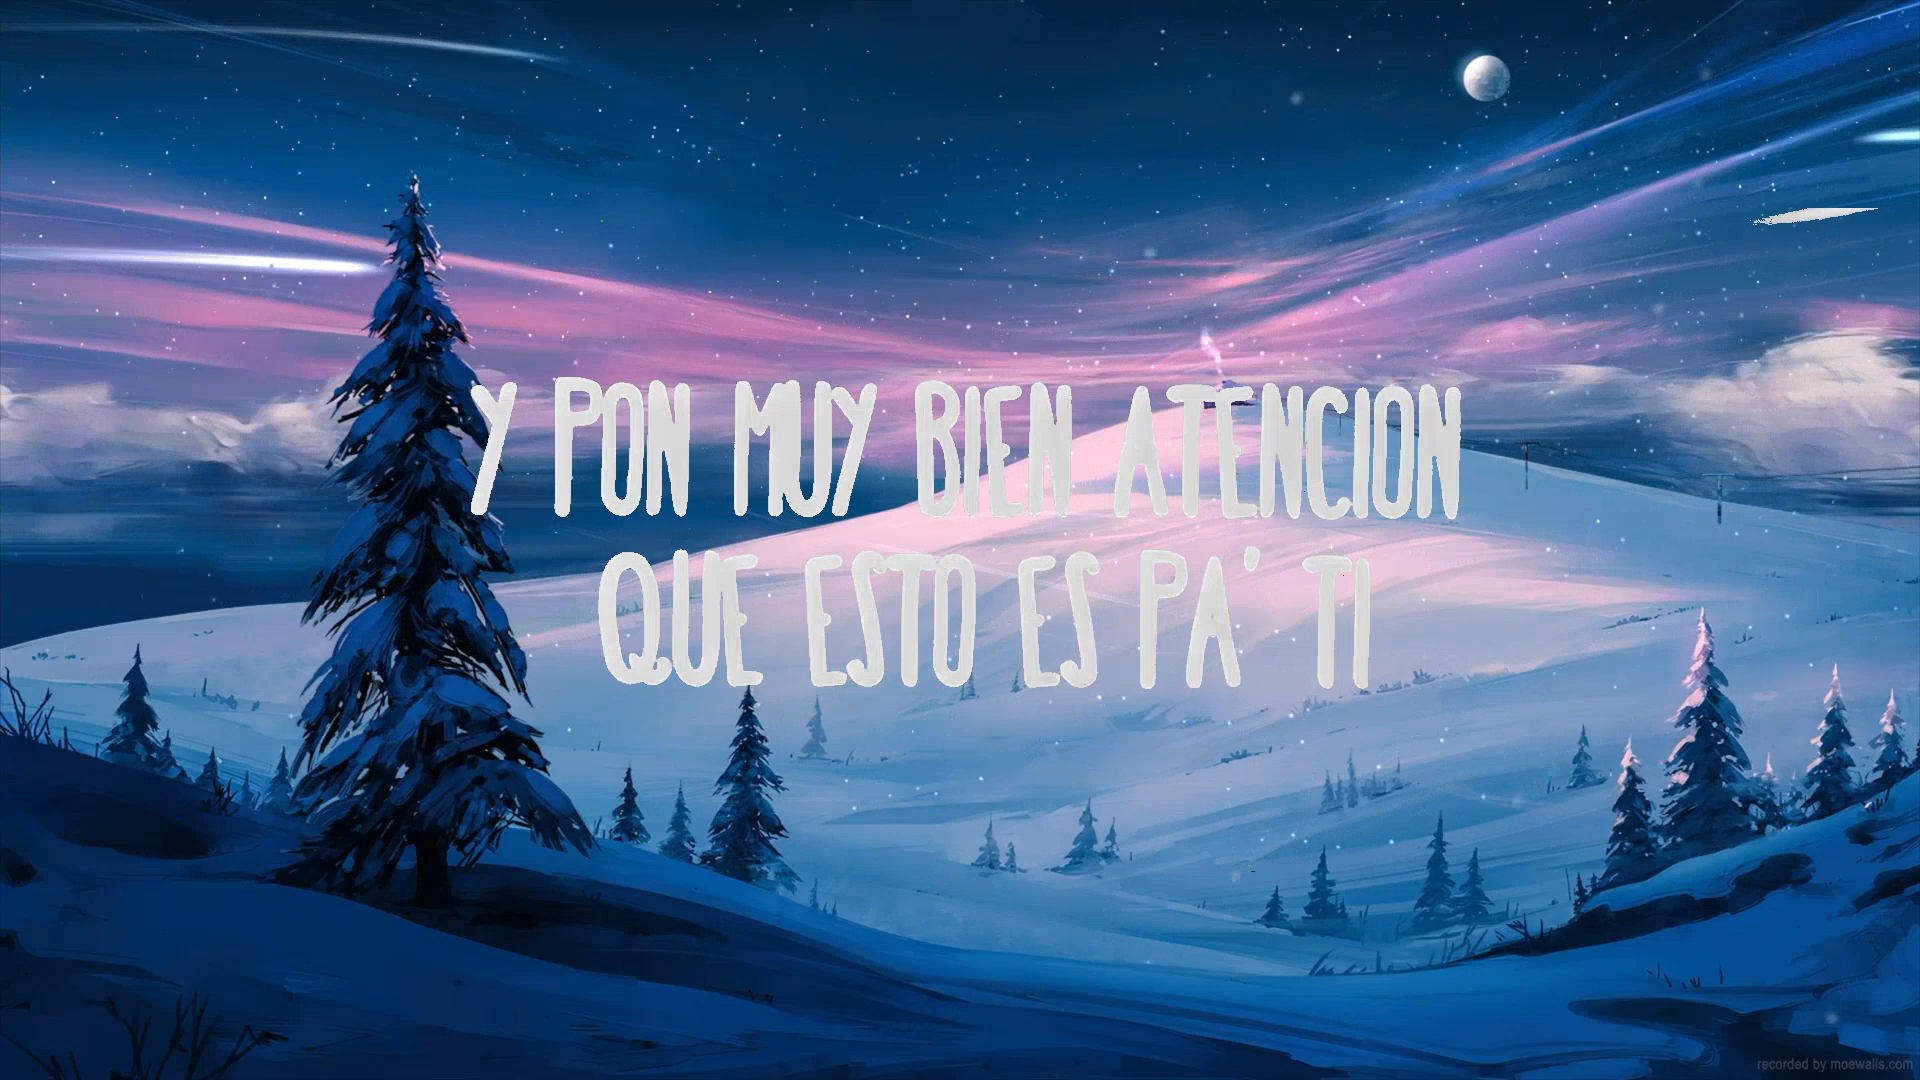 Y PON MUY BIEN ATENCION
QUE ESTO ES PA' TI
recorded by moewalls.com